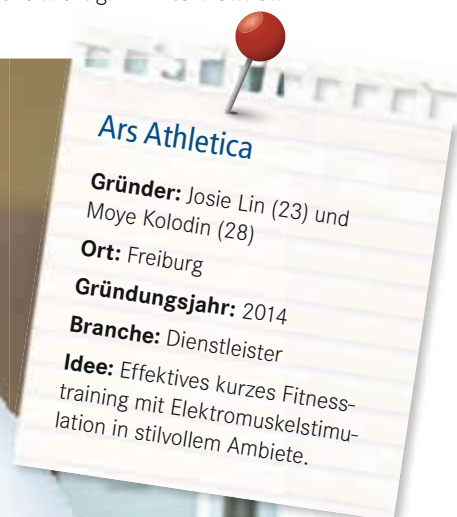 Ars Athletica
Gründer: Josie Lin (23) und
Moye Kolodin (28)
Ort: Freiburg
Gründungsjahr: 2014
Branche: Dienstleister
Idee: Effektives kurzes Fitness-
training mit Elektromuskelstimu-
lation in stilvollem Ambiete.